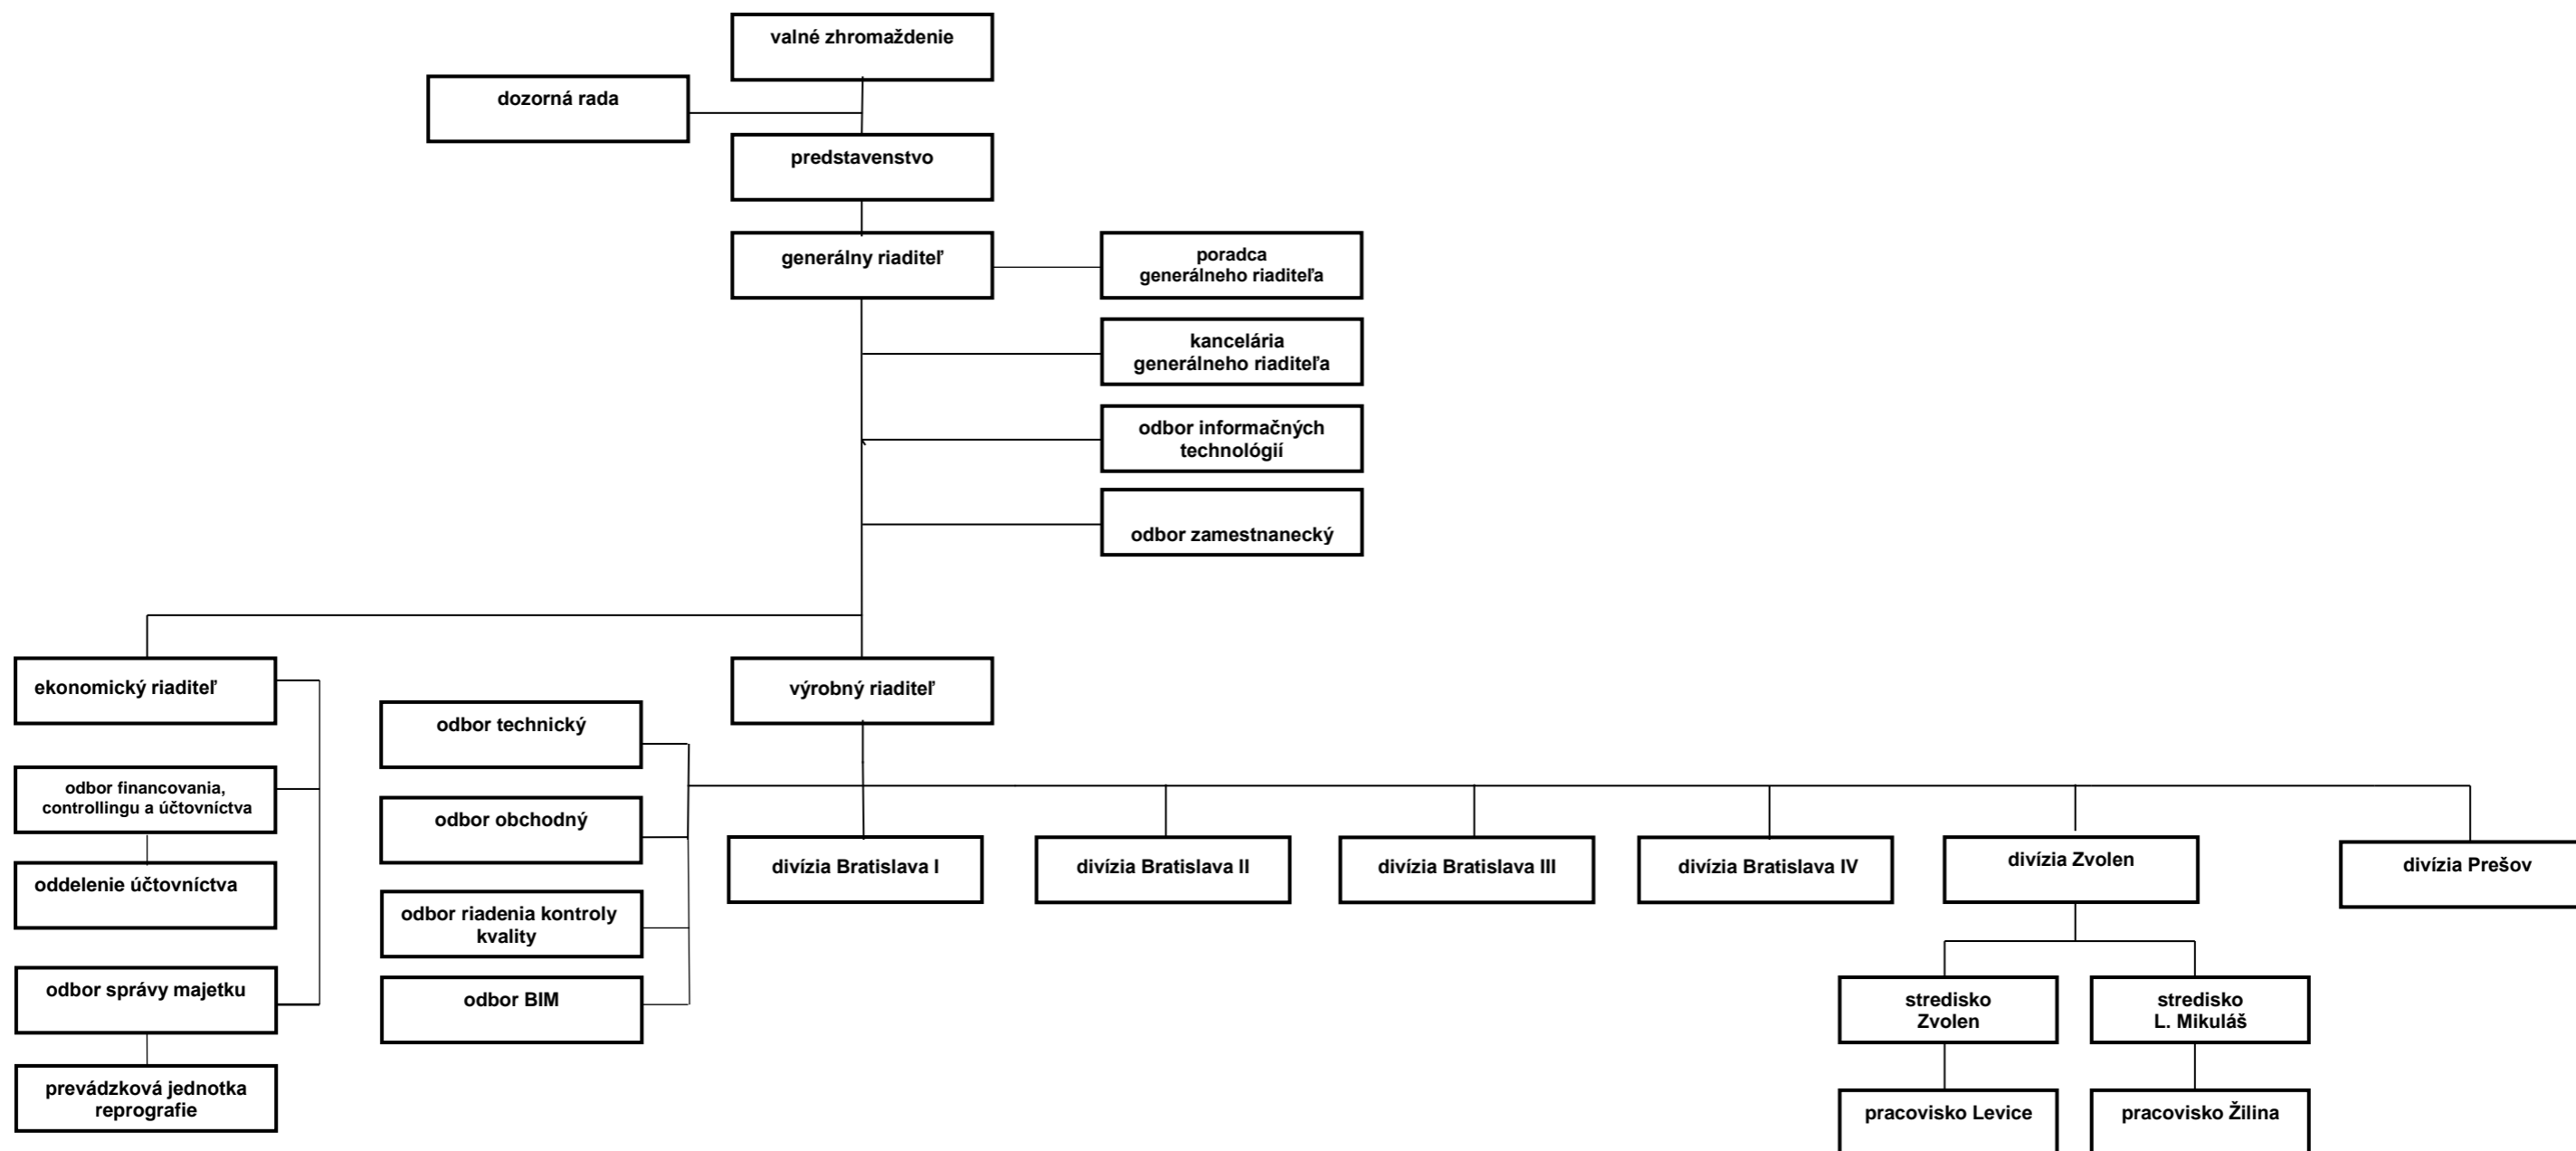 valné zhromaždenie
dozorná rada
predstavenstvo
generálny riaditeľ
poradca
generálneho riaditeľa
kancelária
generálneho riaditeľa
odbor informačných
technológií
odbor zamestnanecký
ekonomický riaditeľ
výrobný riaditeľ
odbor technický
odbor financovania,
controllingu a účtovníctva
odbor obchodný
oddelenie účtovníctva
divízia Bratislava I
divízia Bratislava II
divízia Bratislava III
divízia Bratislava IV
divízia Zvolen
divízia Prešov
odbor riadenia kontroly
kvality
odbor správy majetku
odbor BIM
stredisko
Zvolen
stredisko
L. Mikuláš
prevádzková jednotka
reprografie
pracovisko Levice
pracovisko Žilina